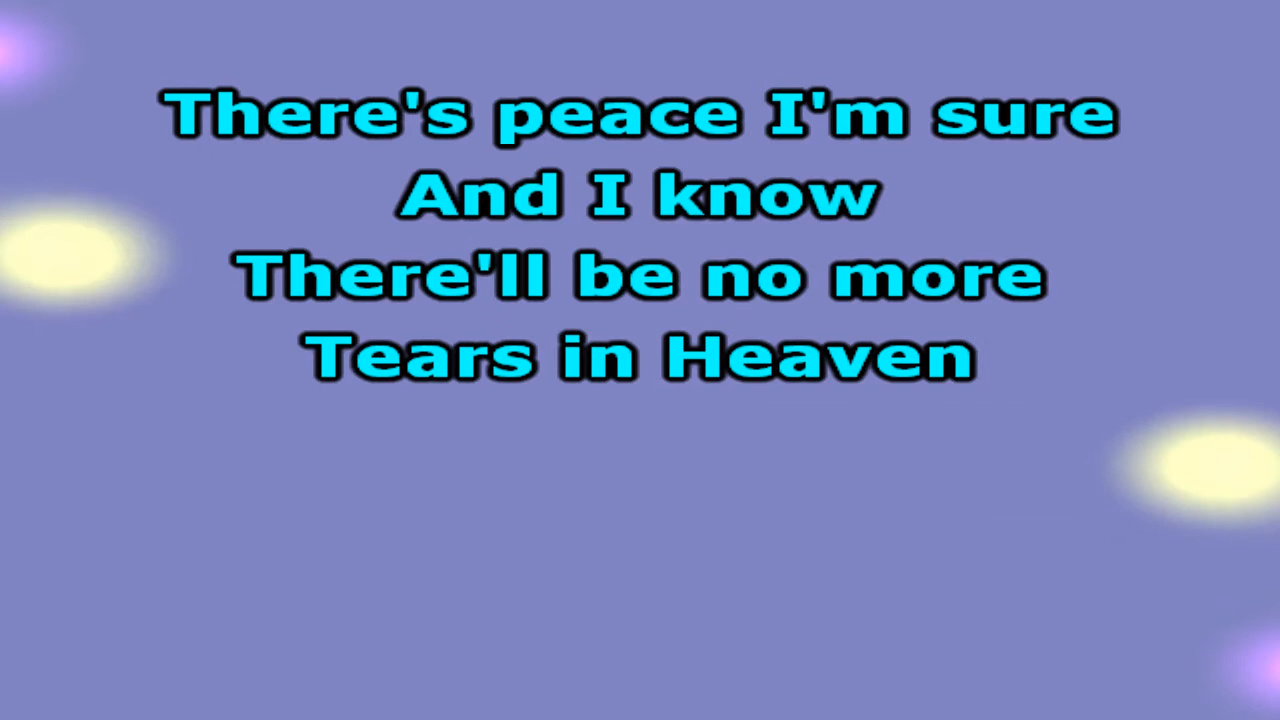 There's peace I'm sure
And I know
There'll be no more
Tears in Heaven